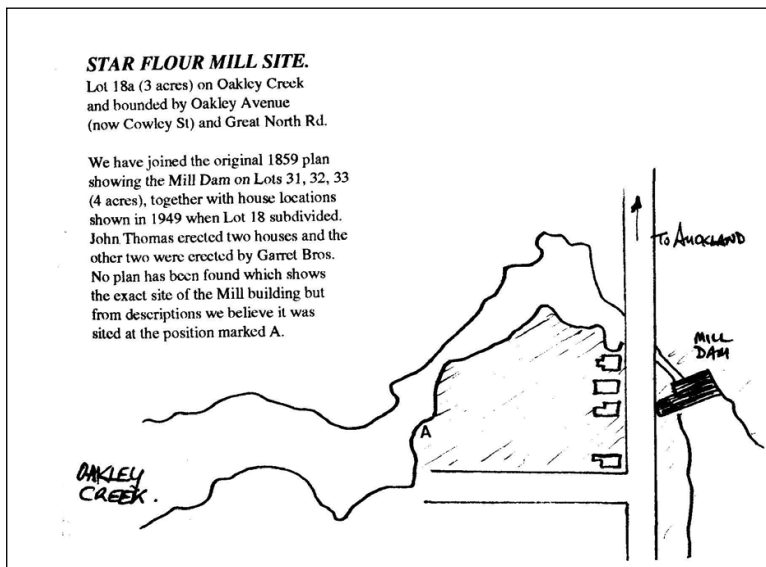 STAR FLOUR MILL SITE.
Lot 18a (3 acres) on Oakley Creek
and bounded by Oakley Avenue
(now Cowley St) and Great North Rd.
We have joined the original 1859 plan
showing the Mill Dam on Lots 31, 32, 33
(4 acres), together with house locations
shown in 1949 when Lot 18 subdivided.
John Thomas erected two houses and the
other two were erected by Garret Bros.
No plan has been found which shows
the exact site of the Mill building but
from descriptions we believe it was
sited at the position marked A.
TO AUCKLAND
MILL
DAM
A
OAKLEY
CREEK.